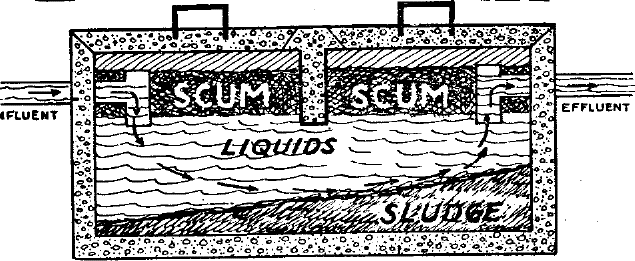 SCUM SCUM
NFLUENT EFFLUENT
LIQUIDS
SLUDGE